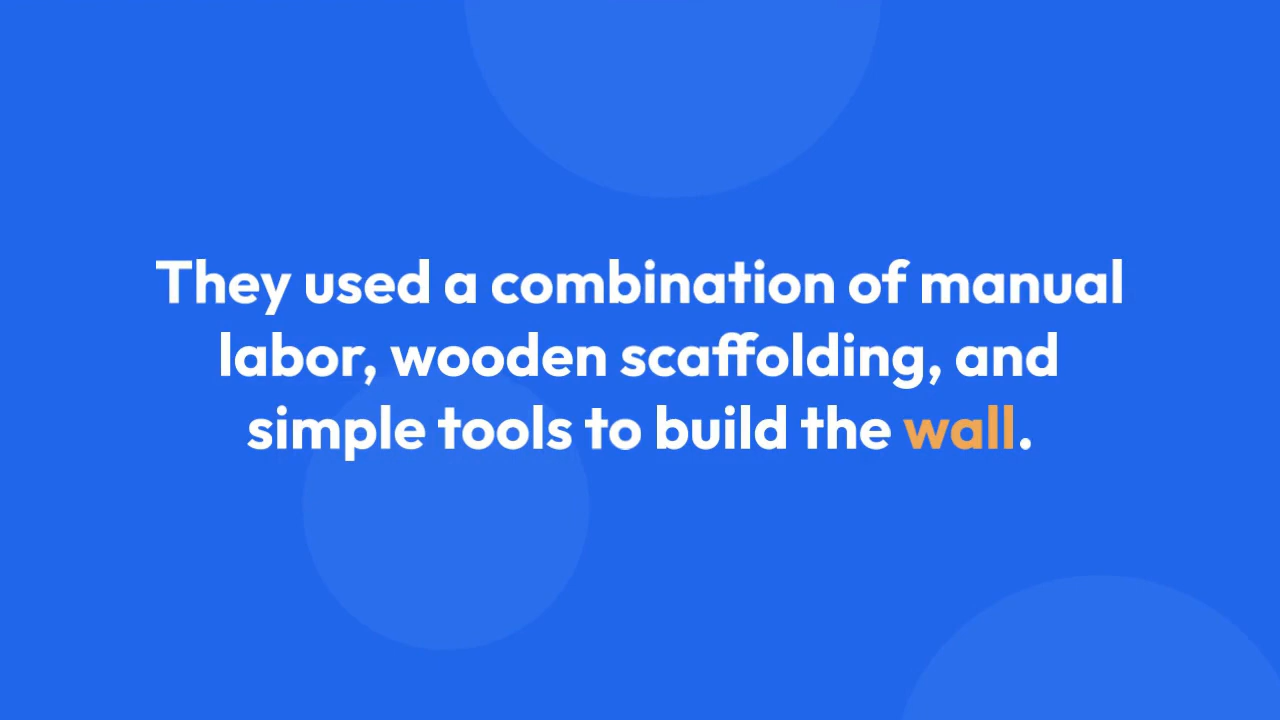 They used a combination of manual
labor, wooden scaffolding, and
simple tools to build the wall.